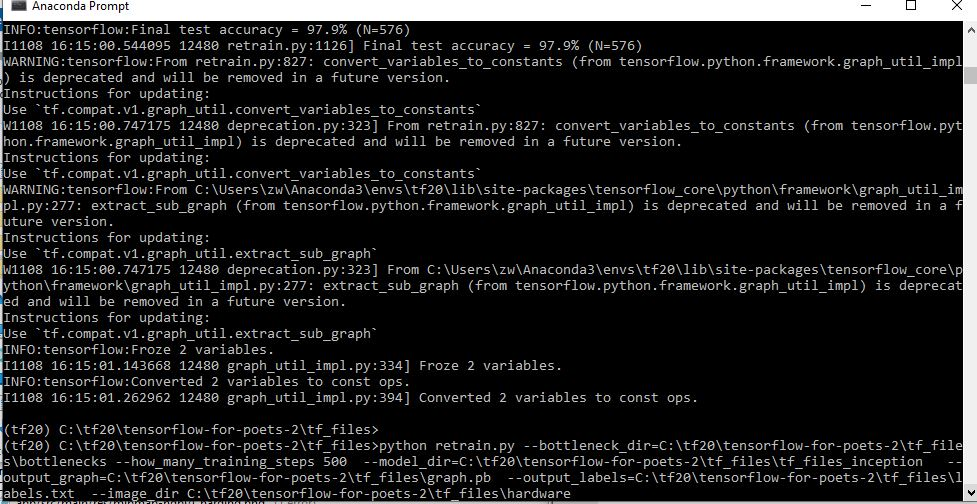 Anaconda Prompt
INFO:tensorflow:Final test accuracy = 97.9% (N=576)
I1108 16:15:00.544095 12480 retrain.py:1126] Final test accuracy = 97.9% (N=576)
WARNING:tensorflow:From retrain.py:827: convert_variables_to_constants (from tensorflow.python.framework.graph_util_impl
) is deprecated and will be removed in a future version.
Instructions for updating:
Use `tf.compat.v1.graph_util.convert_variables_to_constants`
W1108 16:15:00.747175 12480 deprecation.py:323] From retrain.py:827: convert_variables_to_constants (from tensorflow.pyt
hon.framework.graph_util_impl) is deprecated and will be removed in a future version.
Instructions for updating:
Use `tf.compat.v1.graph_util.convert_variables_to_constants`
WARNING:tensorflow:From C:\Users\zw\Anaconda3\envs\tf20\lib\site-packages\tensorflow_core\python\framework\graph_util_im
pl.py:277: extract_sub_graph (from tensorflow.python.framework.graph_util_impl) is deprecated and will be removed in a f
uture version.
Instructions for updating:
Use `tf.compat.v1.graph_util.extract_sub_graph`
W1108 16:15:00.747175 12480 deprecation.py:323] From C:\Users\zw\Anaconda3\envs\tf20\lib\site-packages\tensorflow_core\p
ython\framework\graph_util_impl.py:277: extract_sub_graph (from tensorflow.python.framework.graph_util_impl) is deprecat
ed and will be removed in a future version.
Instructions for updating:
Use `tf.compat.v1.graph_util.extract_sub_graph`
INFO:tensorflow:Froze 2 variables.
I1108 16:15:01.143668 12480 graph_util_impl.py:334] Froze 2 variables.
INFO:tensorflow:Converted 2 variables to const ops.
I1108 16:15:01.262962 12480 graph_util_impl.py:394] Converted 2 variables to const ops.
(tf20) C:\tf20\tensorflow-for-poets-2\tf_files>
(tf20) C:\tf20\tensorflow-for-poets-2\tf_files>python retrain.py --bottleneck_dir=C:\tf20\tensorflow-for-poets-2\tf_file
s\bottlenecks --how_many_training_steps 500  --model_dir=C:\tf20\tensorflow-for-poets-2\tf_files\tf_files_inception   --
output_graph=C:\tf20\tensorflow-for-poets-2\tf_files\graph.pb  --output_labels=C:\tf20\tensorflow-for-poets-2\tf_files\l
abels.txt  --image_dir C:\tf20\tensorflow-for-poets-2\tf_files\hardware